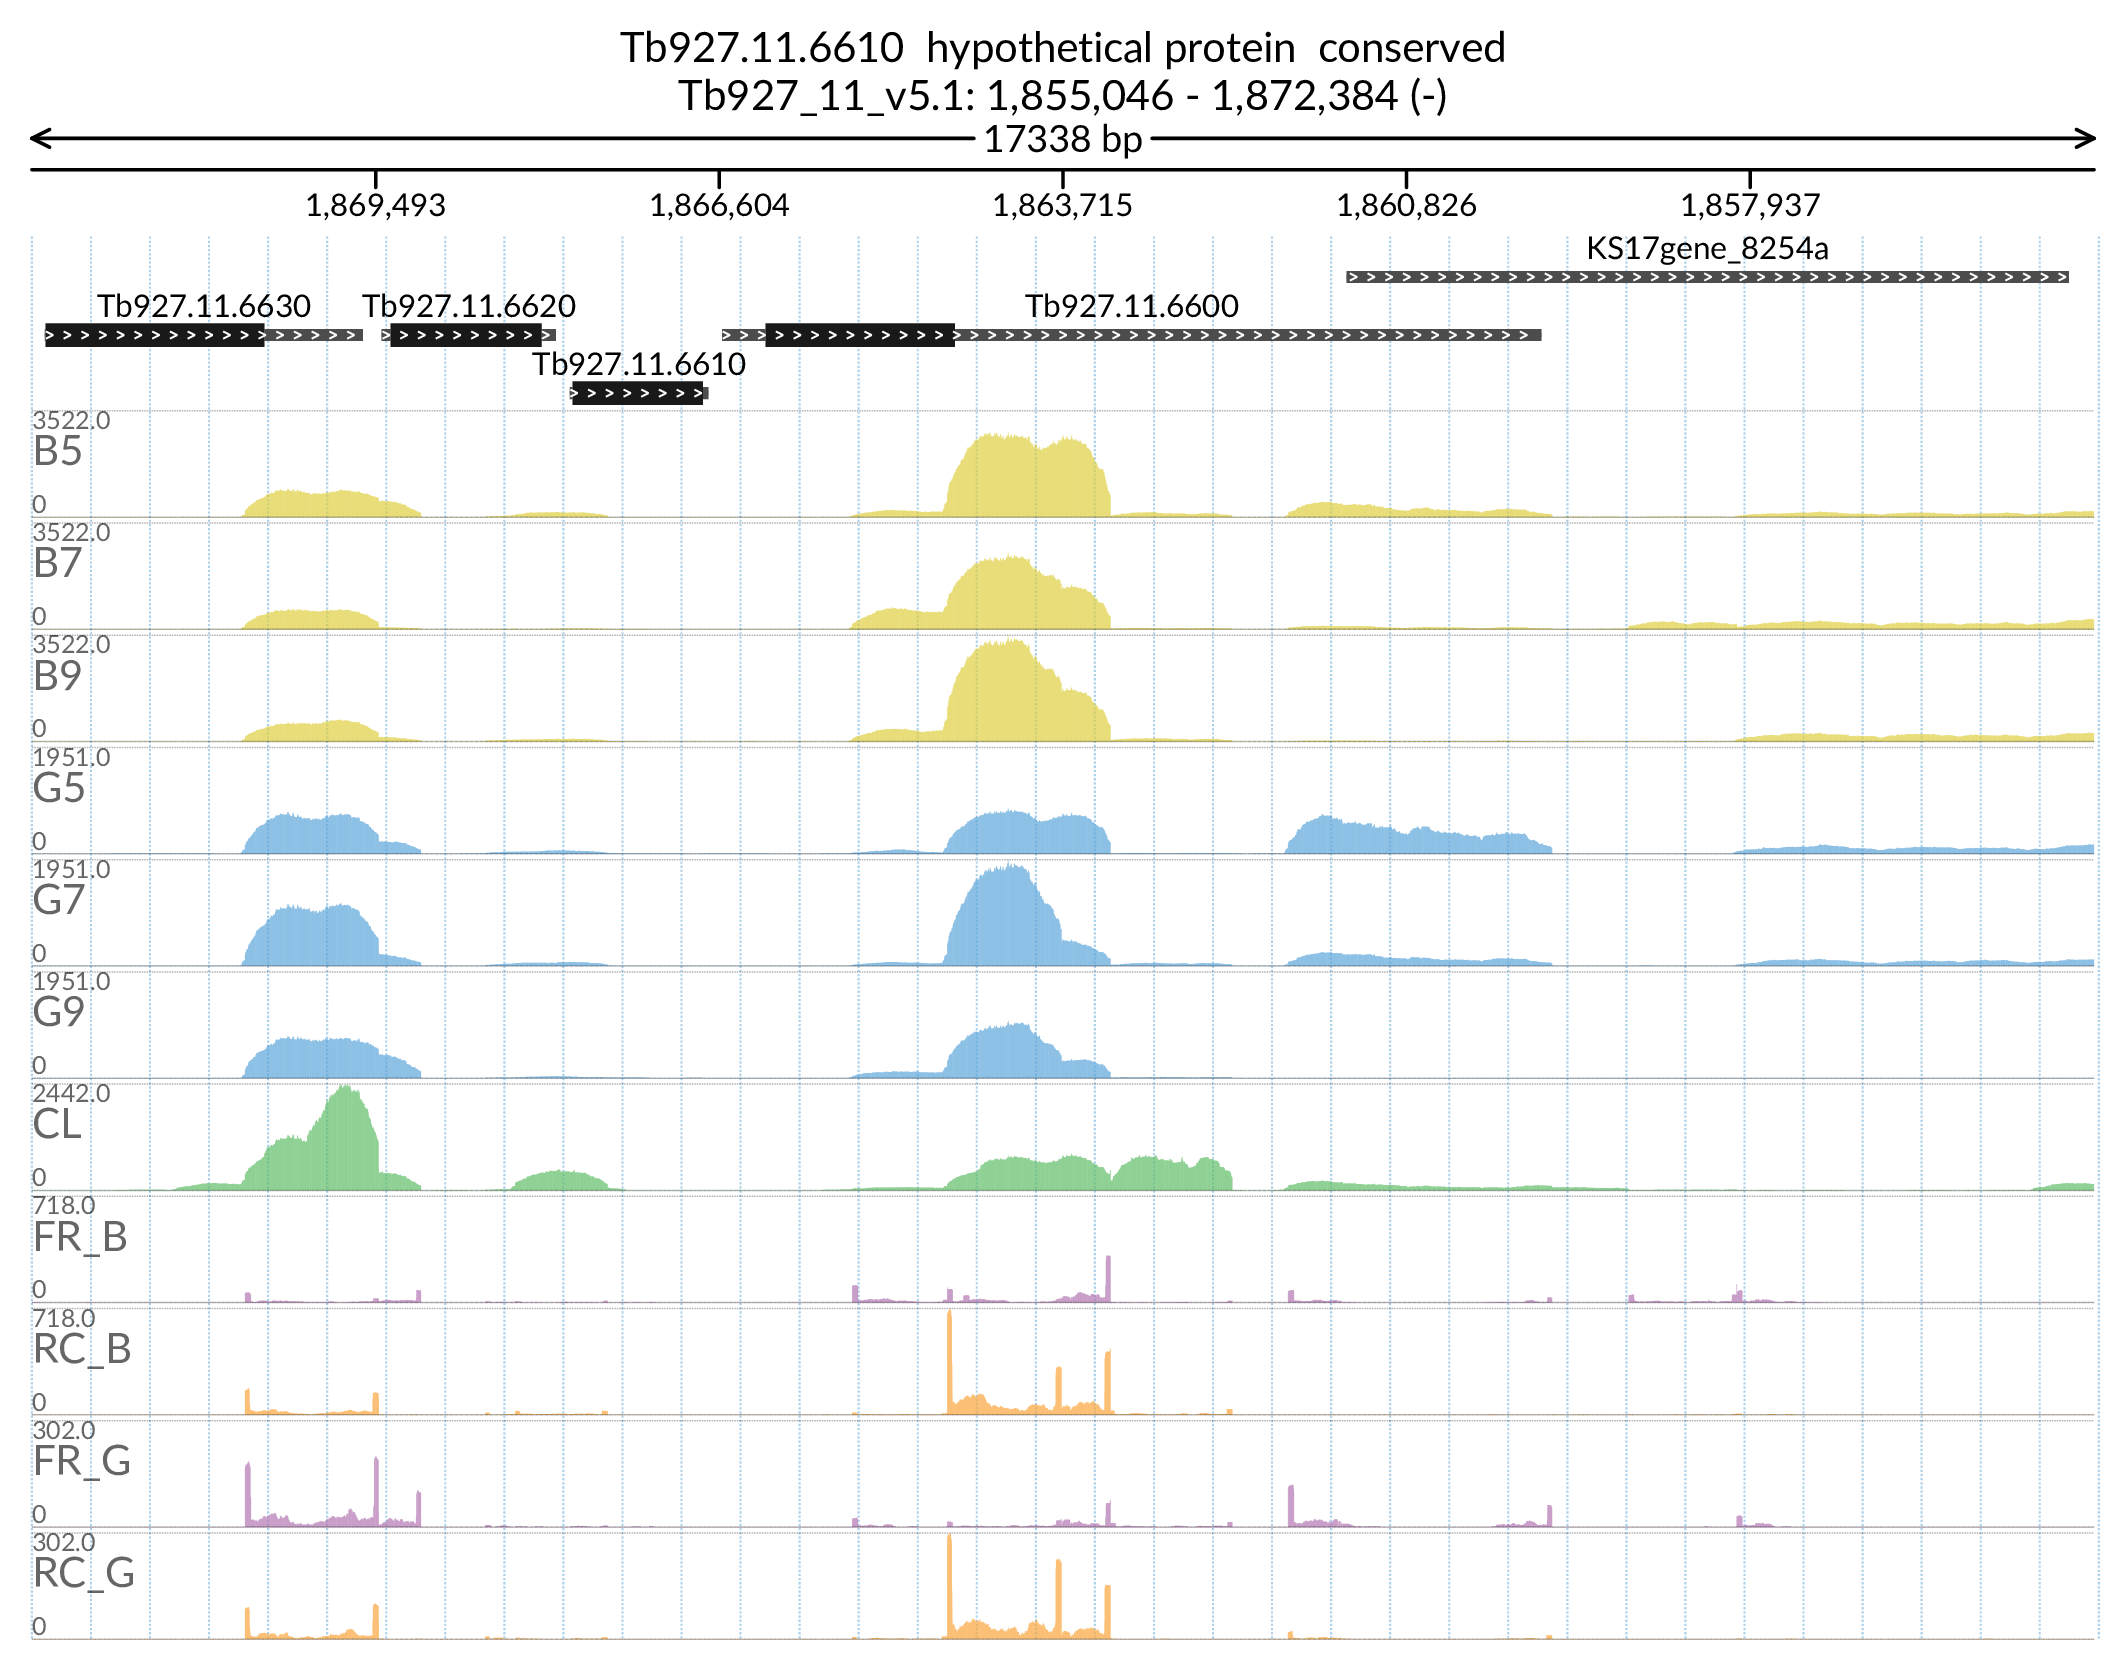 Tb927.11.6610  hypothetical protein  conserved
Tb927_11_v5.1: 1,855,046 - 1,872,384 (-)
17338 bp
1,869,493 1,866,604 1,863,715 1,860,826 1,857,937
KS17gene_8254a
Tb927.11.6630 Tb927.11.6620 Tb927.11.6600
Tb927.11.6610
3522.0
B5
0
3522.0
B7
0
3522.0
B9
0
1951.0
G5
0
1951.0
G7
0
1951.0
G9
0
2442.0
CL
0
718.0
FR_B
0
718.0
RC_B
0
302.0
FR_G
0
302.0
RC_G
0